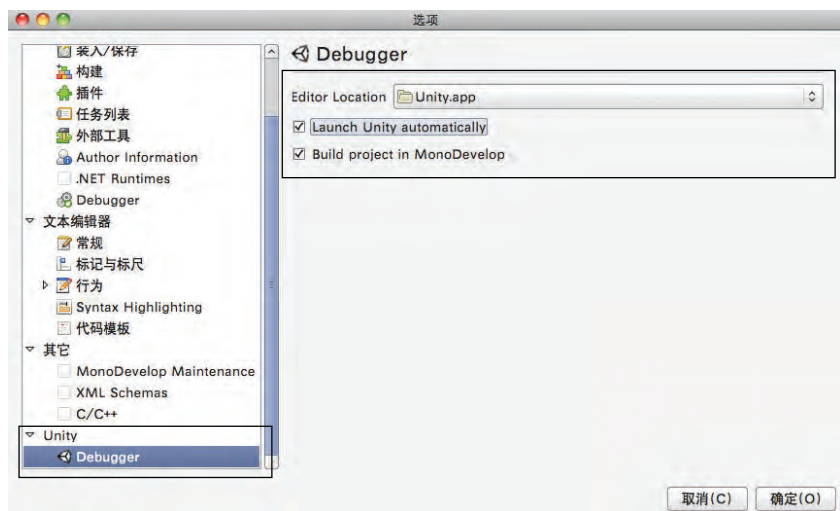 选项
装入/保存
构建
插件
任务列表
外部工具
Author Information
.NET Runtimes
Debugger
文本编辑器
常规
标记与标尺
行为
Syntax Highlighting
代码模板
其它
MonoDevelop Maintenance
XML Schemas
C/C++
Unity
Debugger
Debugger
Editor Location Unity.app
Launch Unity automatically
Build project in MonoDevelop
取消(C) 确定(O)